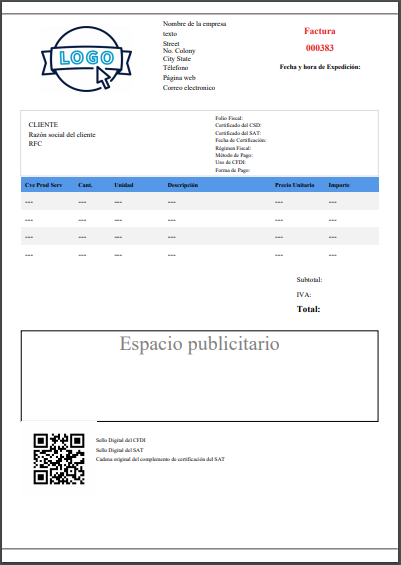 LOGO
Nombre de la empresa
texto
Street
No. Colony
City State
Télefono
Página web
Correo electronico
Factura
000383
Fecha y hora de Expedición:
CLIENTE
Razón social del cliente
RFC
Folio Fiscal:
Certificado del CSD:
Certificado del SAT:
Fecha de Certificación:
Régimen Fiscal:
Método de Pago:
Uso de CFDI:
Forma de Pago:
Cve Prod Serv Cant. Unidad Descripción Precio Unitario Importe
--- --- --- --- --- ---
--- --- --- --- --- ---
--- --- --- --- --- ---
--- --- --- --- --- ---
Subtotal:
IVA:
Total:
Espacio publicitario
Sello Digital del CFDI
Sello Digital del SAT
Cadena original del complemento de certificación del SAT